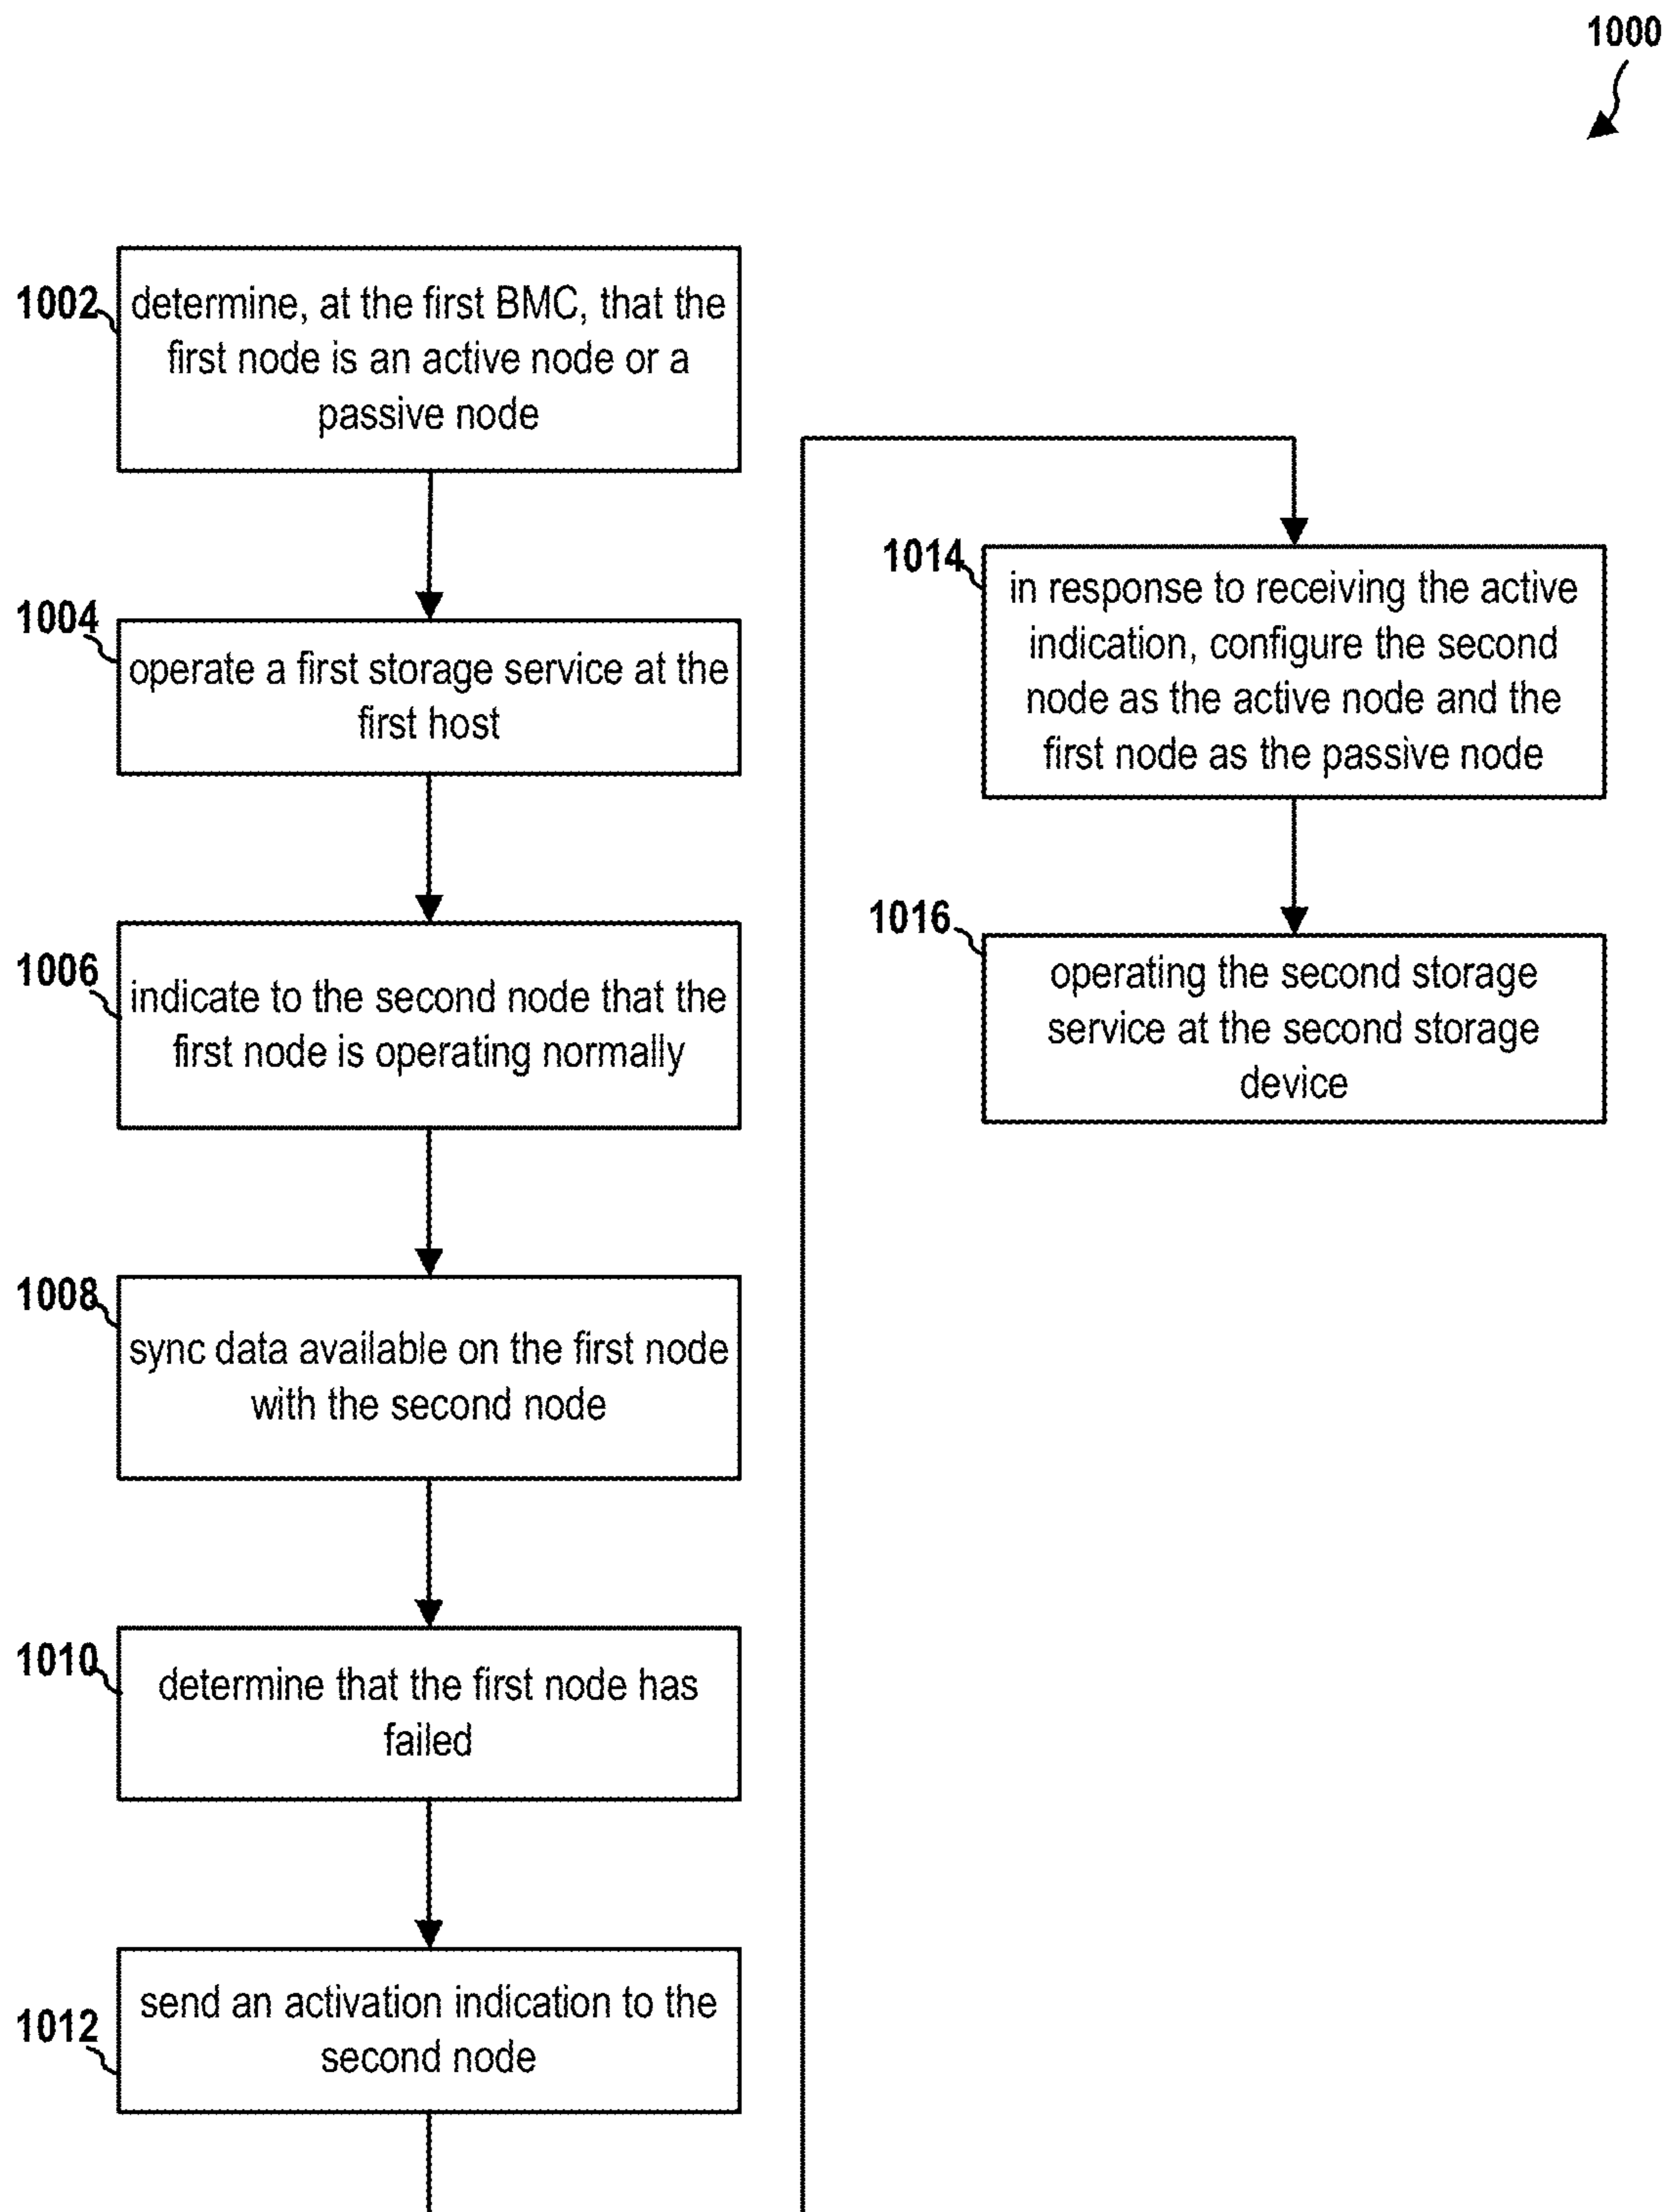 1000
1002
determine, at the first BMC, that the
first node is an active node or a
passive node
1004
operate a first storage service at the
first host
1006
indicate to the second node that the
first node is operating normally
1008
sync data available on the first node
with the second node
1010
determine that the first node has
failed
1012
send an activation indication to the
second node
1014
in response to receiving the active
indication, configure the second
node as the active node and the
first node as the passive node
1016
operating the second storage
service at the second storage
device